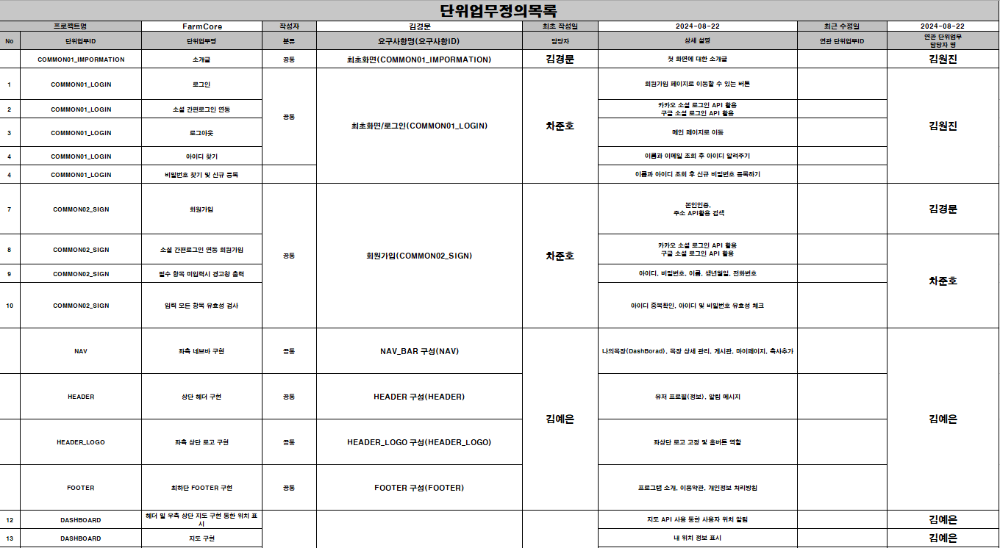 단위업무정의목록
프로젝트명 FarmCore 작성자 김경문 최초 작성일 2024-08-22 최근 수정일 2024-08-22
No 단위업무ID 단위업무명 분류 요구사항명(요구사항ID) 담당자 상세 설명 연관 단위업무ID 연관 단위업무
담당자 명
COMMON01_IMPORMATION 소개글 공통 최초화면(COMMON01_IMPORMATION) 김경문 첫 화면에 대한 소개글 김원진
1 COMMON01_LOGIN 로그인 공통 최초화면/로그인(COMMON01_LOGIN) 차준호 회원가입 페이지로 이동할 수 있는 버튼 김원진
2 COMMON01_LOGIN 소셜 간편로그인 연동 카카오 소셜 로그인 API 활용
구글 소셜 로그인 API 활용
3 COMMON01_LOGIN 로그아웃 메인 페이지로 이동
4 COMMON01_LOGIN 아이디 찾기 이름과 이메일 조회 후 아이디 알려주기
4 COMMON01_LOGIN 비밀번호 찾기 및 신규 등록 이름과 아이디 조회 후 신규 비밀번호 등록하기
7 COMMON02_SIGN 회원가입 공통 회원가입(COMMON02_SIGN) 차준호 본인인증,
주소 API활용 검색 김경문
8 COMMON02_SIGN 소셜 간편로그인 연동 회원가입 카카오 소셜 로그인 API 활용
구글 소셜 로그인 API 활용 차준호
9 COMMON02_SIGN 필수 항목 미입력시 경고창 출력 아이디, 비밀번호, 이름, 생년월일, 전화번호
10 COMMON02_SIGN 입력 모든 항목 유효성 검사 아이디 중복확인, 아이디 및 비밀번호 유효성 체크
NAV 좌측 네브바 구현 공통 NAV_BAR 구성(NAV) 김예은 나의목장(DashBorad), 목장 상세 관리, 게시판, 마이페이지, 축사추가 김예은
HEADER 상단 헤더 구현 공통 HEADER 구성(HEADER) 유저 프로필(정보), 알림 메시지
HEADER_LOGO 좌측 상단 로고 구현 공통 HEADER_LOGO 구성(HEADER_LOGO) 좌상단 로고 고정 및 홈버튼 역할
FOOTER 최하단 FOOTER 구현 공통 FOOTER 구성(FOOTER) 프로그램 소개, 이용약관, 개인정보 처리방침
12 DASHBOARD 헤더 밑 우측 상단 지도 구현 통한 위치 표
시 지도 API 사용 통한 사용자 위치 알림 김예은
13 DASHBOARD 지도 구현 내 위치 정보 표시 김예은